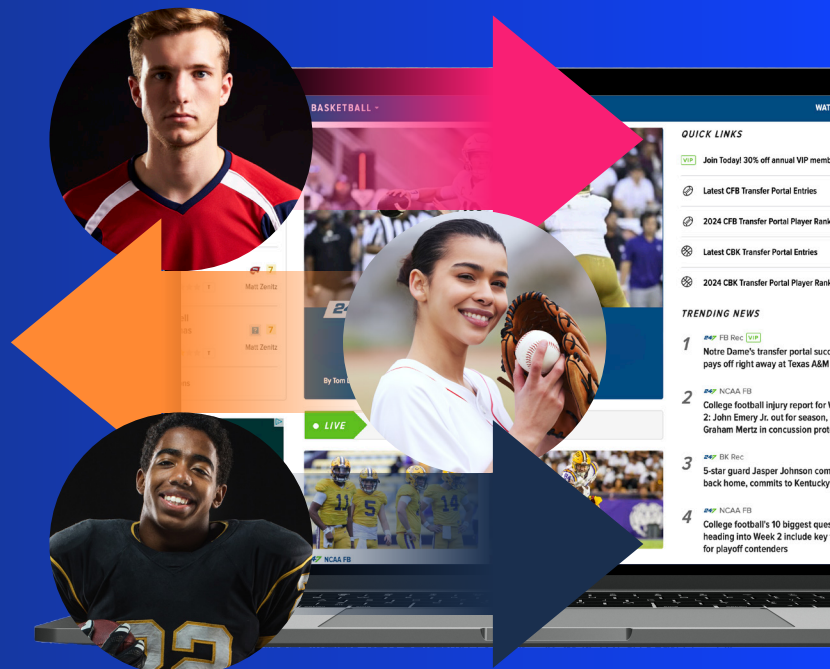 BASKETBALL
WAT
QUICK LINKS
VIP Join Today! 30% off annual VIP memb
Latest CFB Transfer Portal Entries
2024 CFB Transfer Portal Player Rank
Latest CBK Transfer Portal Entries
2024 CBK Transfer Portal Player Rank
TRENDING NEWS
1
247 FB Rec VIP
Notre Dame's transfer portal succ
pays off right away at Texas A&M
2
247 NCAA FB
College football injury report for W
2: John Emery Jr. out for season,
Graham Mertz in concussion prot
3
247 BK Rec
5-star guard Jasper Johnson com
back home, commits to Kentucky
4
247 NCAA FB
College football's 10 biggest ques
heading into Week 2 include key
for playoff contenders
7
Matt Zenitz
7
Matt Zenitz
24
By Tom
LIVE
11
5
14
247 NCAA FB
22